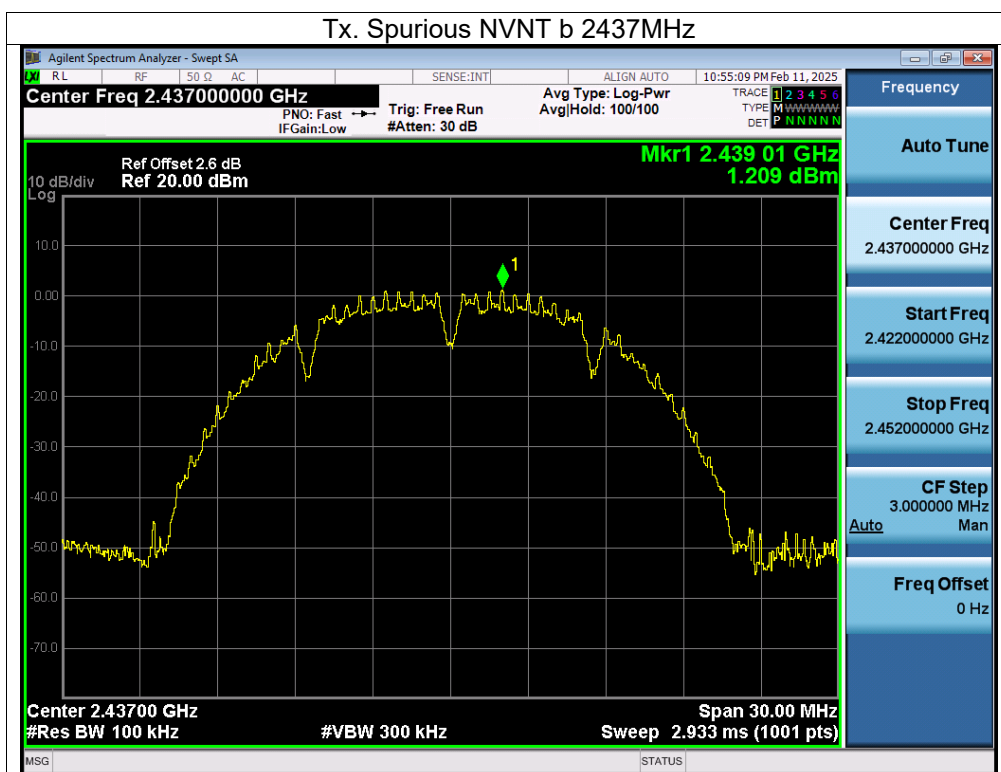 Tx. Spurious NVNT b 2437MHz
Agilent Spectrum Analyzer - Swept SA
LXI RL RF 50 Ω AC SENSE:INT ALIGN AUTO 10:55:09 PM Feb 11, 2025
Center Freq 2.437000000 GHz
PNO: Fast
IFGain:Low
Trig: Free Run
#Atten: 30 dB
Avg Type: Log-Pwr
Avg|Hold: 100/100
TRACE 1 2 3 4 5 6
TYPE M WWWWW
DET P N N N N N
Mkr1 2.439 01 GHz
1.209 dBm
Ref Offset 2.6 dB
10 dB/div Ref 20.00 dBm
Log
1
10.0
0.00
-10.0
-20.0
-30.0
-40.0
-50.0
-60.0
-70.0
Center 2.43700 GHz Span 30.00 MHz
#Res BW 100 kHz #VBW 300 kHz Sweep 2.933 ms (1001 pts)
MSG STATUS
Frequency
Auto Tune
Center Freq
2.437000000 GHz
Start Freq
2.422000000 GHz
Stop Freq
2.452000000 GHz
CF Step
3.000000 MHz
Auto Man
Freq Offset
0 Hz